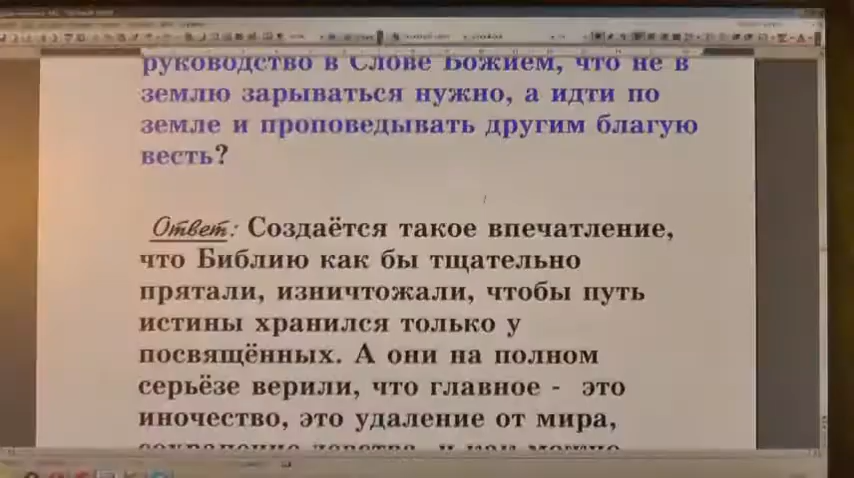 руководство в Слове Божием, что не в
землю зарываться нужно, а идти по
земле и проповедывать другим благую
весть?
Ответ: Создаётся такое впечатление,
что Библию как бы тщательно
прятали, изничтожали, чтобы путь
истины хранился только у
посвящённых. А они на полном
серьёзе верили, что главное - это
иночество, это удаление от мира,